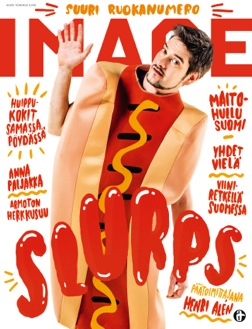 SUURI RUOKANUMERO
IMAGE
HUIPPU-
KOKIT
SAMASSA
PÖYDÄSSÄ
ANNA
PALJAKKA
ARMOTON
HERKKUSUU
MAITO-
HUILU
SUOMI
YHDET
VIELÄ
VIINI-
RETKELLÄ
SUOMESSA
SLURPS
PÄÄTOIMITTAJANA
HENRI ALÉN